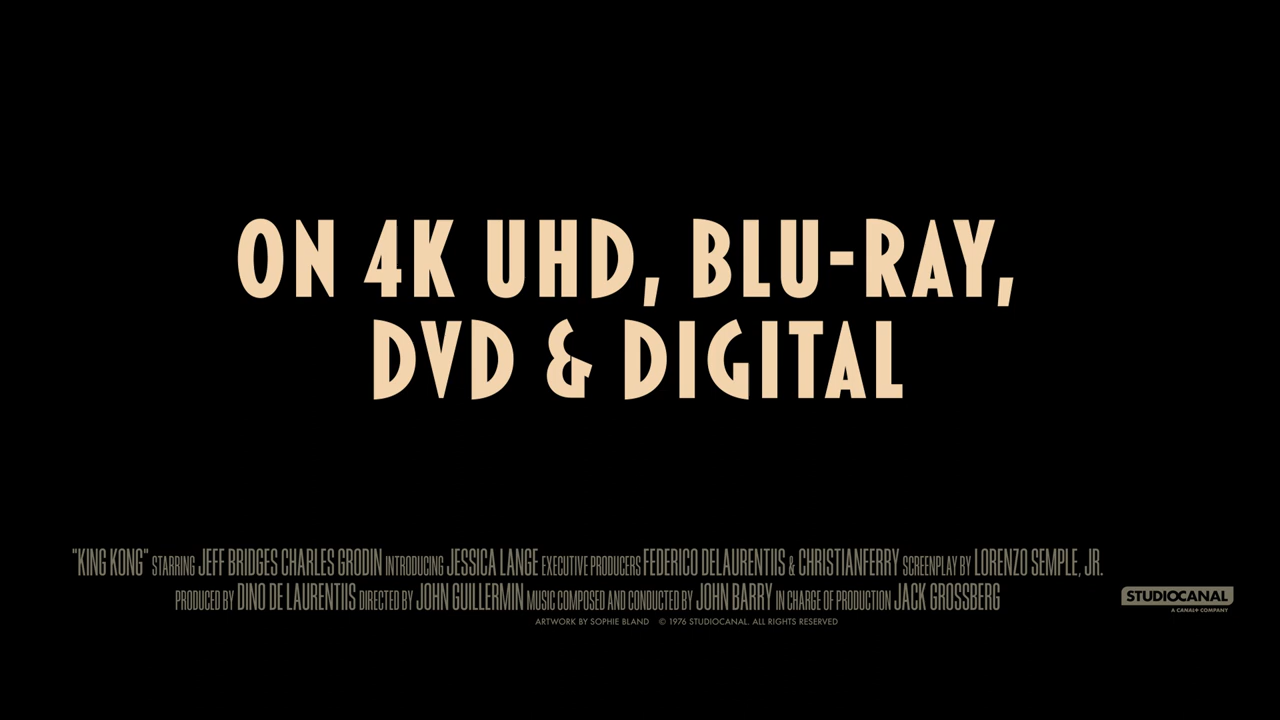 ON 4K UHD, BLU-RAY,
DVD & DIGITAL
"KING KONG" STARRING JEFF BRIDGES CHARLES GRODIN INTRODUCING JESSICA LANGE EXECUTIVE PRODUCERS FEDERICO DELAURENTIIS & CHRISTIANFERRY SCREENPLAY BY LORENZO SEMPLE, JR.
PRODUCED BY DINO DE LAURENTIIS DIRECTED BY JOHN GUILLERMIN MUSIC COMPOSED AND CONDUCTED BY JOHN BARRY IN CHARGE OF PRODUCTION JACK GROSSBERG
STUDIOCANAL
A CANAL+ COMPANY
ARTWORK BY SOPHIE BLAND © 1976 STUDIOCANAL. ALL RIGHTS RESERVED